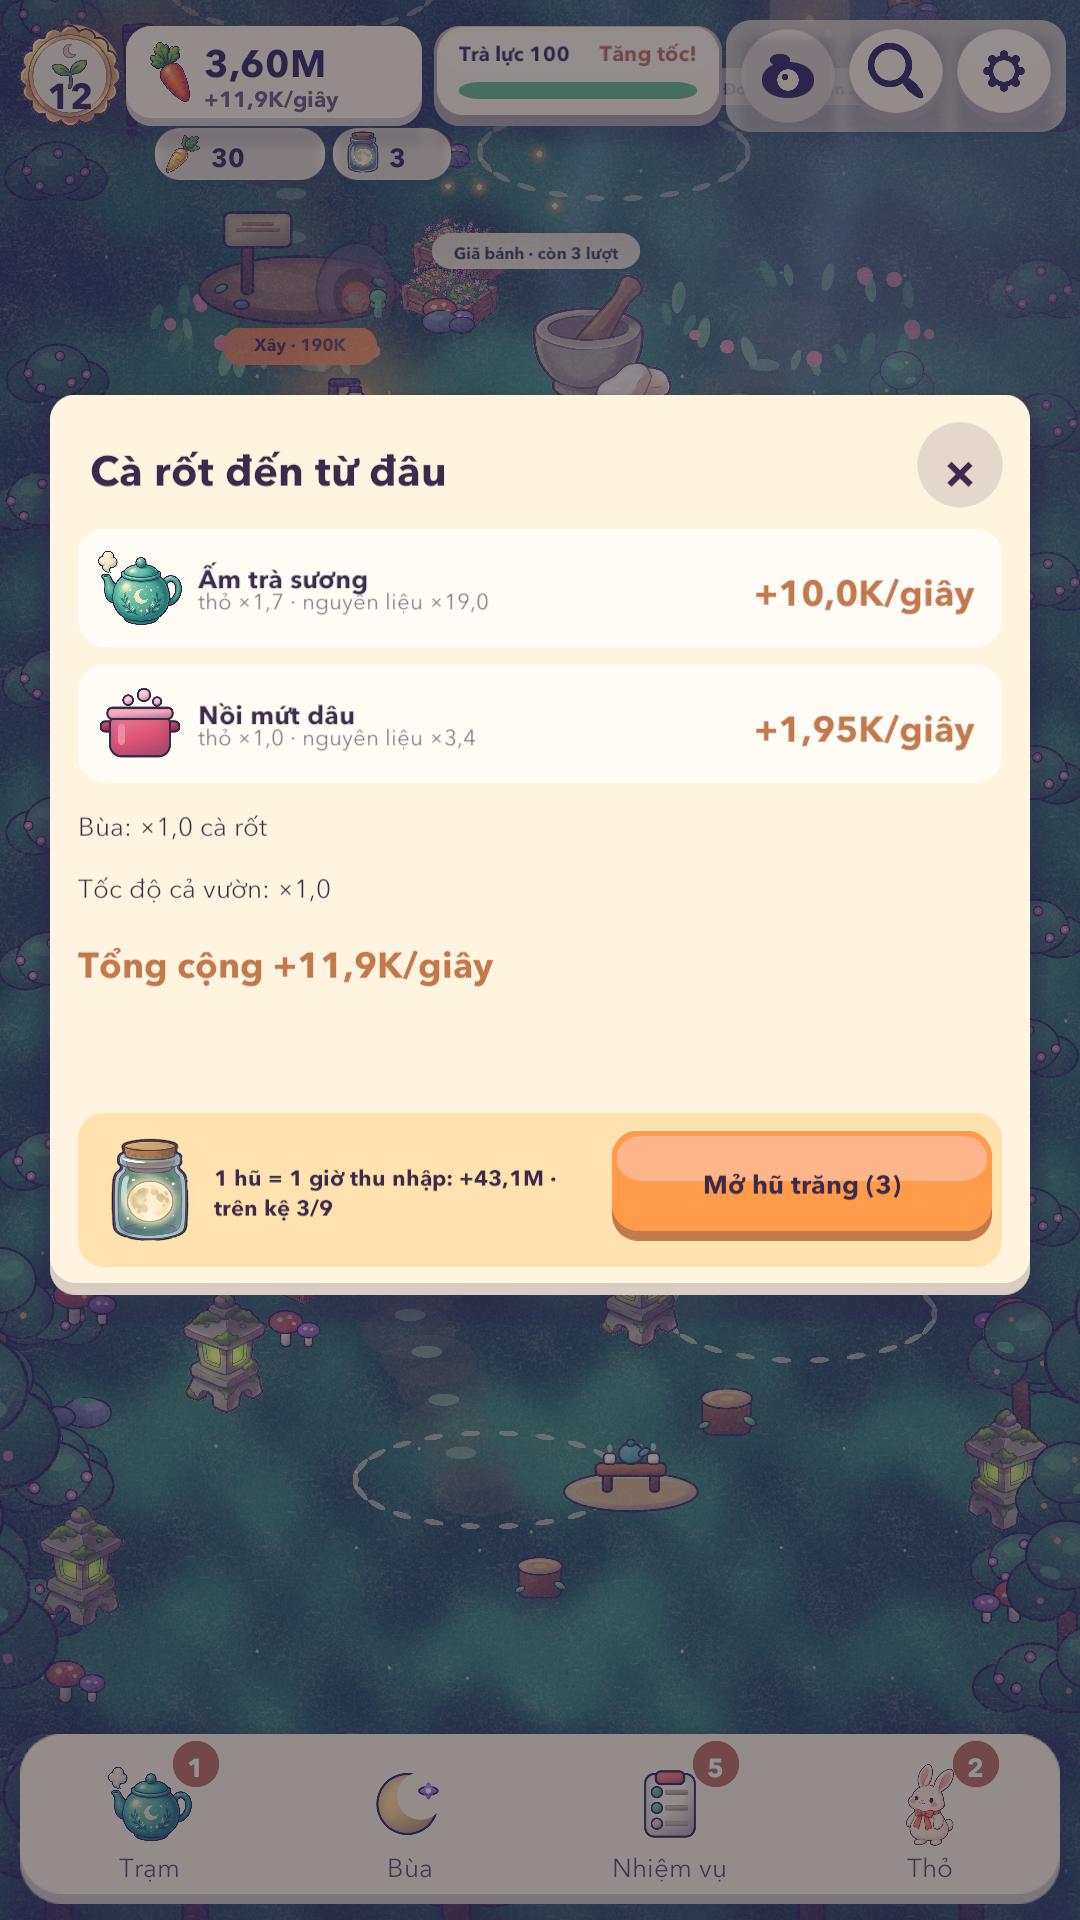 12
3,60M
+11,9K/giây
Trà lực 100
Tăng tốc!
30
3
Giã bánh · còn 3 lượt
Xây · 190K
Cà rốt đến từ đâu
×
Ấm trà sương
thỏ ×1,7 · nguyên liệu ×19,0
+10,0K/giây
Nồi mứt dâu
thỏ ×1,0 · nguyên liệu ×3,4
+1,95K/giây
Bùa: ×1,0 cà rốt
Tốc độ cả vườn: ×1,0
Tổng cộng +11,9K/giây
1 hũ = 1 giờ thu nhập: +43,1M ·
trên kệ 3/9
Mở hũ trăng (3)
1
5
2
Trạm
Bùa
Nhiệm vụ
Thỏ